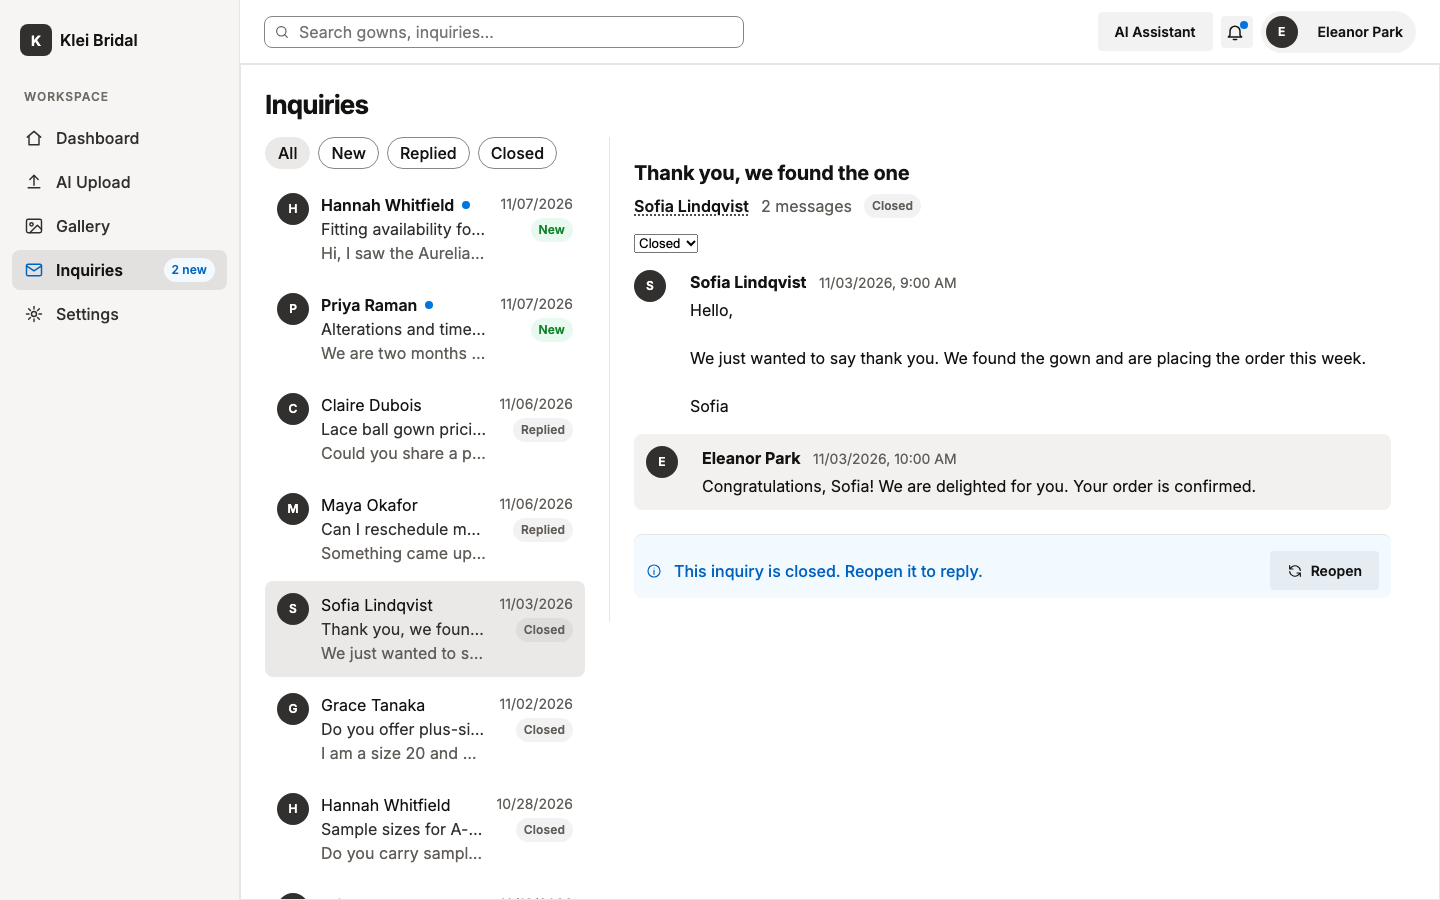 K Klei Bridal
Search gowns, inquiries...
AI Assistant
E Eleanor Park
WORKSPACE
Dashboard
AI Upload
Gallery
Inquiries 2 new
Settings
Inquiries
All New Replied Closed
H Hannah Whitfield 11/07/2026
Fitting availability fo... New
Hi, I saw the Aurelia...
P Priya Raman 11/07/2026
Alterations and time... New
We are two months ...
C Claire Dubois 11/06/2026
Lace ball gown prici... Replied
Could you share a p...
M Maya Okafor 11/06/2026
Can I reschedule m... Replied
Something came up...
S Sofia Lindqvist 11/03/2026
Thank you, we foun... Closed
We just wanted to s...
G Grace Tanaka 11/02/2026
Do you offer plus-si... Closed
I am a size 20 and ...
H Hannah Whitfield 10/28/2026
Sample sizes for A-... Closed
Do you carry sampl...
Thank you, we found the one
Sofia Lindqvist 2 messages Closed
Closed
S Sofia Lindqvist 11/03/2026, 9:00 AM
Hello,
We just wanted to say thank you. We found the gown and are placing the order this week.
Sofia
E Eleanor Park 11/03/2026, 10:00 AM
Congratulations, Sofia! We are delighted for you. Your order is confirmed.
This inquiry is closed. Reopen it to reply.
Reopen